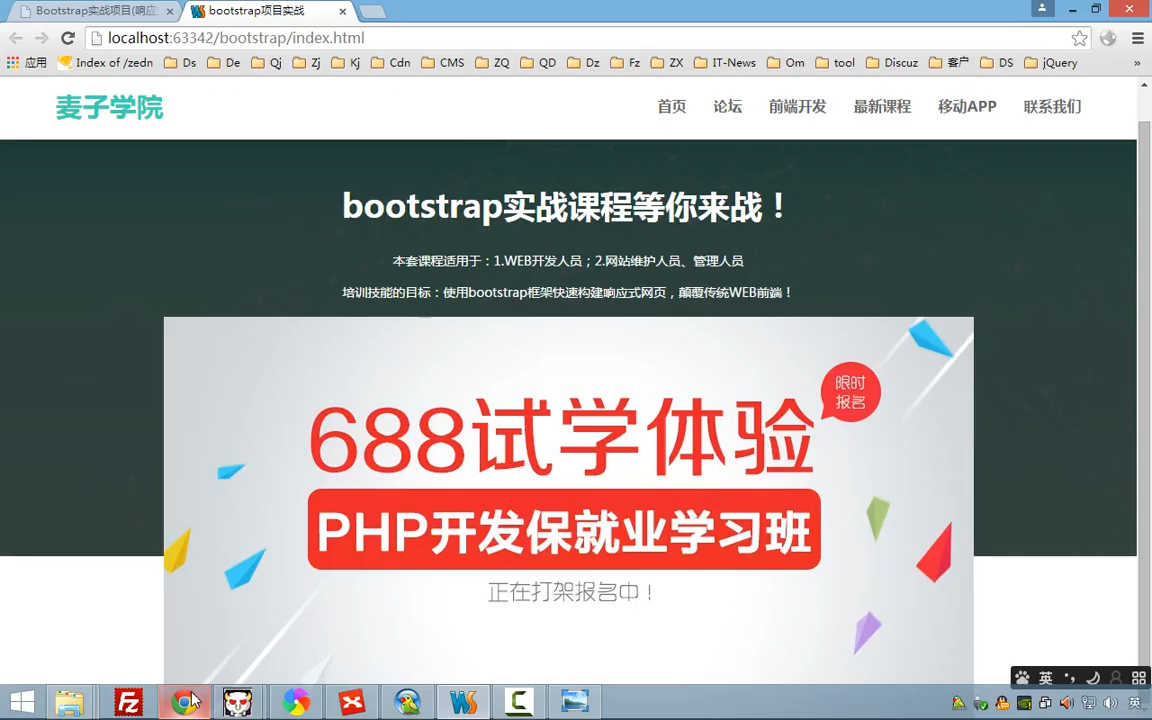 Bootstrap实战项目(响应
bootstrap项目实战
localhost:63342/bootstrap/index.html
应用
Index of /zedn
Ds
De
Qj
Zj
Kj
Cdn
CMS
ZQ
QD
Dz
Fz
ZX
IT-News
Om
tool
Discuz
客户
DS
jQuery
»
麦子学院
首页
论坛
前端开发
最新课程
移动APP
联系我们
bootstrap实战课程等你来战！
本套课程适用于：1.WEB开发人员；2.网站维护人员、管理人员
培训技能的目标：使用bootstrap框架快速构建响应式网页，颠覆传统WEB前端！
限时
报名
688试学体验
PHP开发保就业学习班
正在打架报名中！
英
英